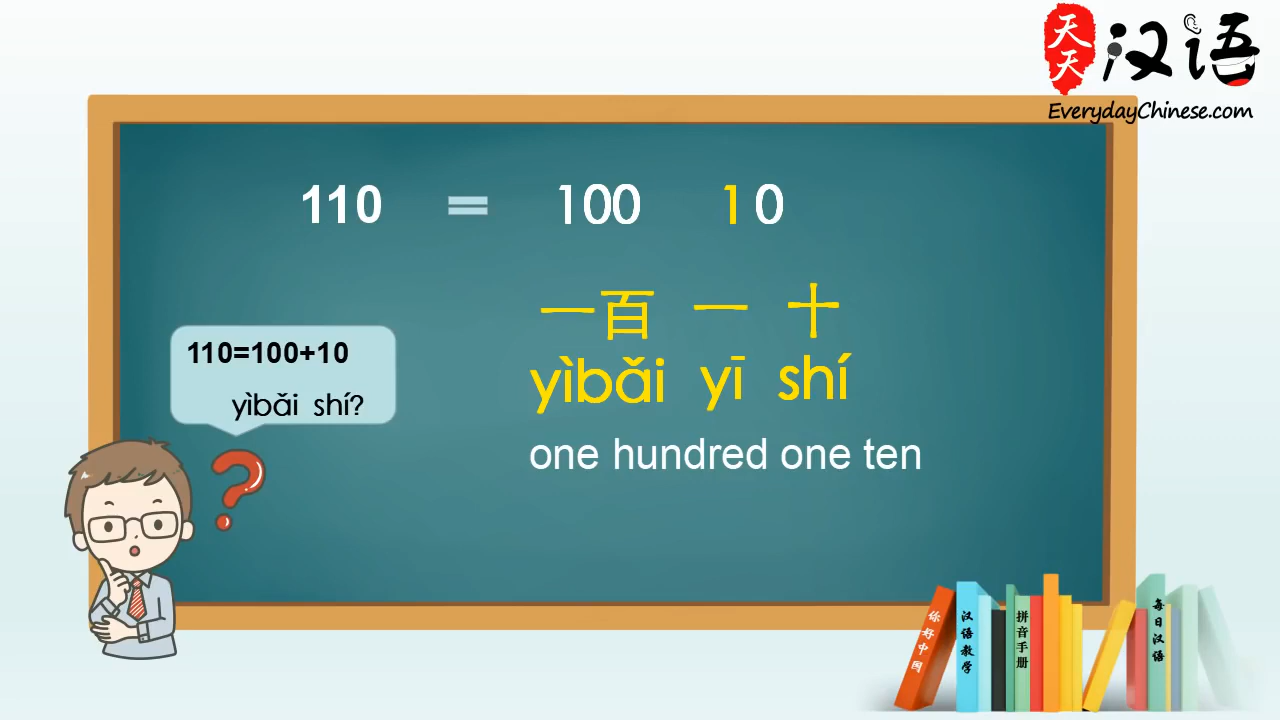 天天汉语
EverydayChinese.com
110 = 100 10
一百 一 十
yìbǎi yī shí
one hundred one ten
110=100+10
yìbǎi shí?
?
你好中国
汉语教学
拼音手册
每日汉语